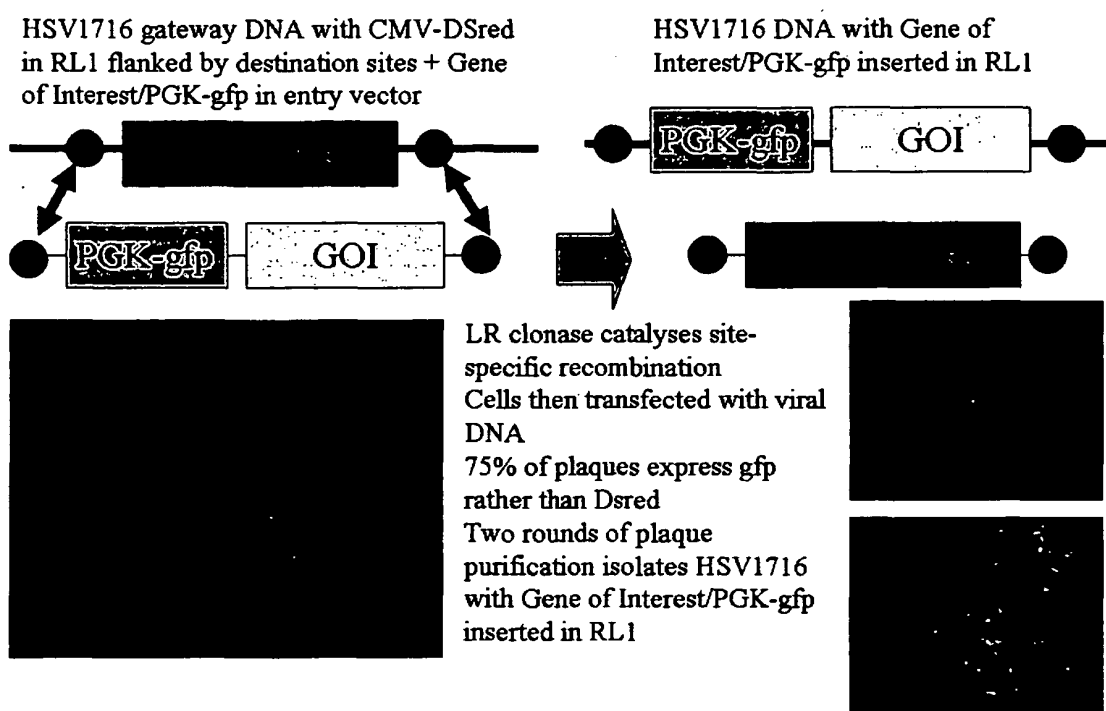 HSV1716 gateway DNA with CMV-DSred
in RL1 flanked by destination sites + Gene
of Interest/PGK-gfp in entry vector
HSV1716 DNA with Gene of
Interest/PGK-gfp inserted in RL1
PGK-gfp
GOI
PGK-gfp
GOI
LR clonase catalyses site-
specific recombination
Cells then transfected with viral
DNA
75% of plaques express gfp
rather than Dsred
Two rounds of plaque
purification isolates HSV1716
with Gene of Interest/PGK-gfp
inserted in RL1